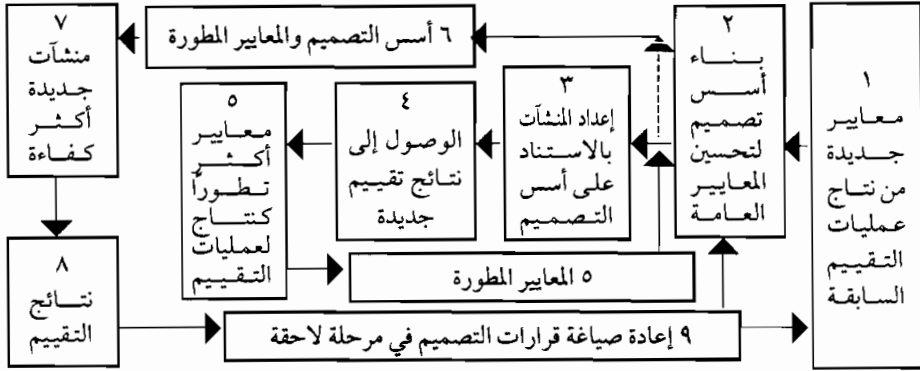 ١
معايير
جديدة
من نتاج
عمليات
التقييم
السابقة
٢
بناء
أسس
تصميم
لتحسين
المعايير
العامة
٣
إعداد المنشآت
بالاستناد
على أسس
التصميم
٤
الوصول إلى
نتائج تقييم
جديدة
٥
معايير
أكثر
تطوراً
كنتاج
لعمليات
التقييم
٥ المعايير المطورة
٦ أسس التصميم والمعايير المطورة
٧
منشآت
جديدة
أكثر
كفاءة
٨
نتائج
التقييم
٩ إعادة صياغة قرارات التصميم في مرحلة لاحقة